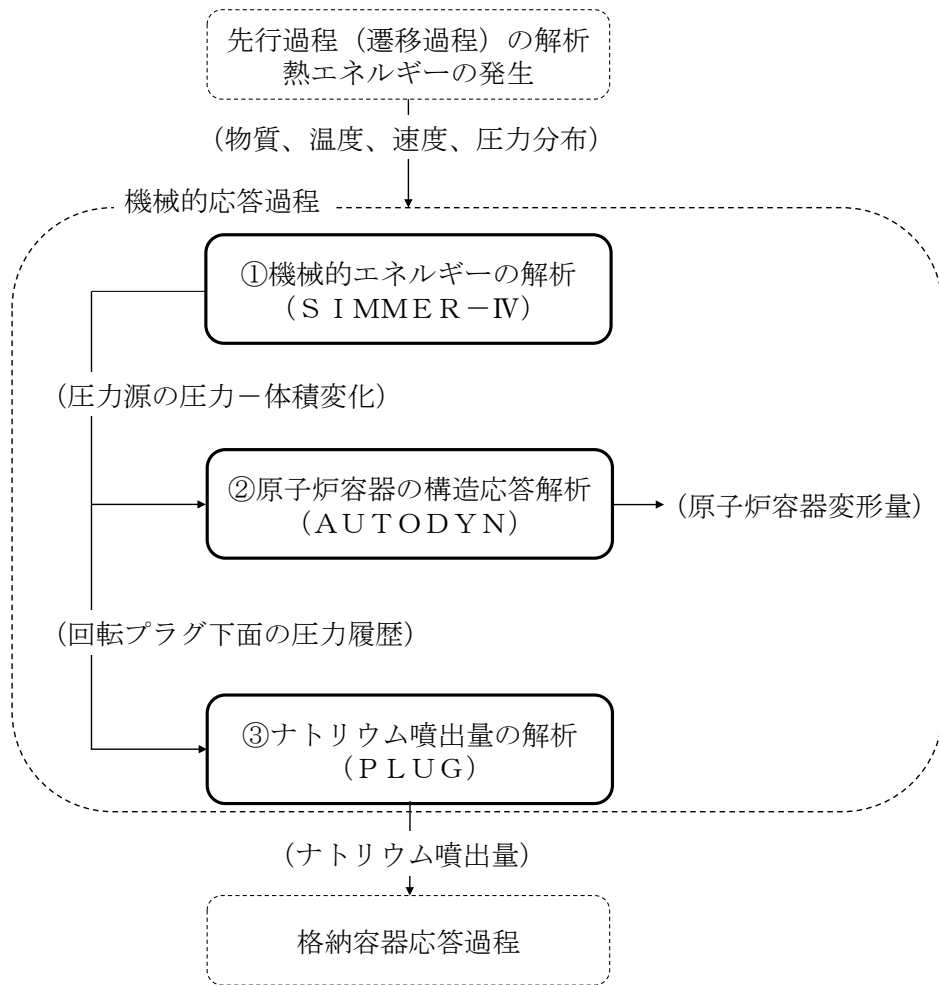 先行過程（遷移過程）の解析
熱エネルギーの発生
（物質、温度、速度、圧力分布）
機械的応答過程
①機械的エネルギーの解析
（ＳＩＭＭＥＲ－Ⅳ）
（圧力源の圧力－体積変化）
②原子炉容器の構造応答解析
（ＡＵＴＯＤＹＮ）
（原子炉容器変形量）
（回転プラグ下面の圧力履歴）
③ナトリウム噴出量の解析
（ＰＬＵＧ）
（ナトリウム噴出量）
格納容器応答過程